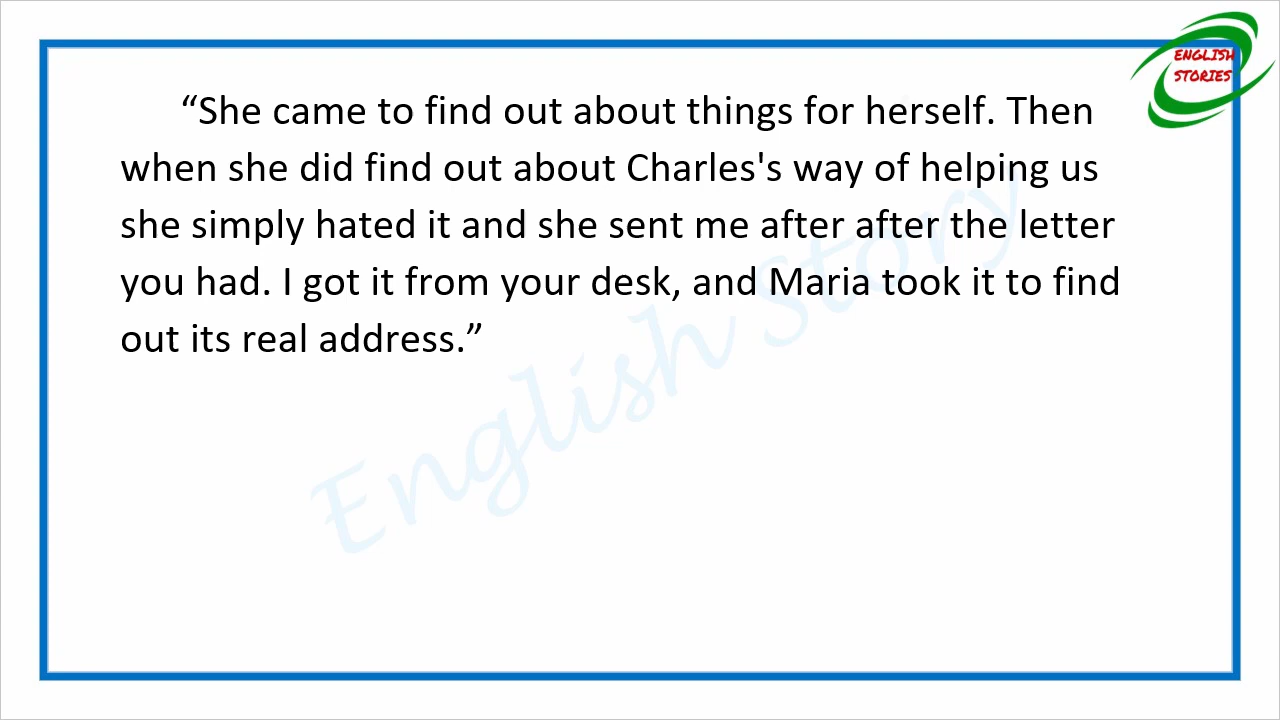 ENGLISH
STORIES
“She came to find out about things for herself. Then
when she did find out about Charles's way of helping us
she simply hated it and she sent me after after the letter
you had. I got it from your desk, and Maria took it to find
out its real address.”
English Story